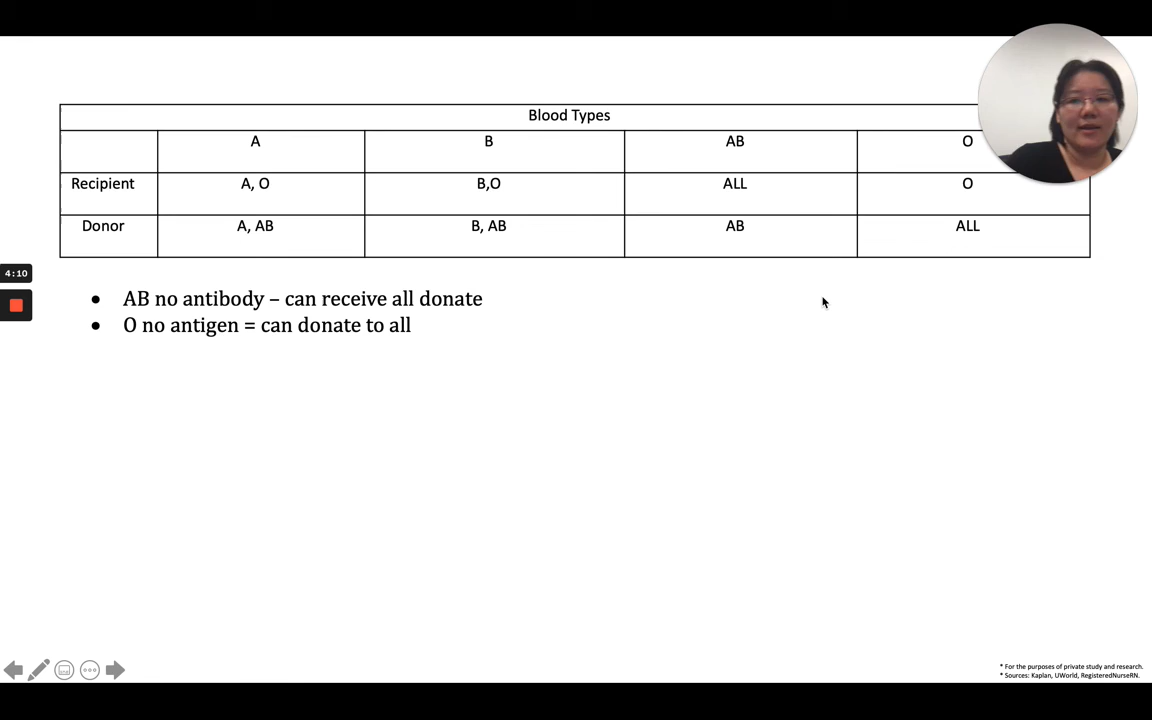 Blood Types
A B AB O
Recipient A, O B,O ALL O
Donor A, AB B, AB AB ALL
4:10
• AB no antibody – can receive all donate
• O no antigen = can donate to all
* For the purposes of private study and research.
* Sources: Kaplan, UWorld, RegisteredNurseRN.